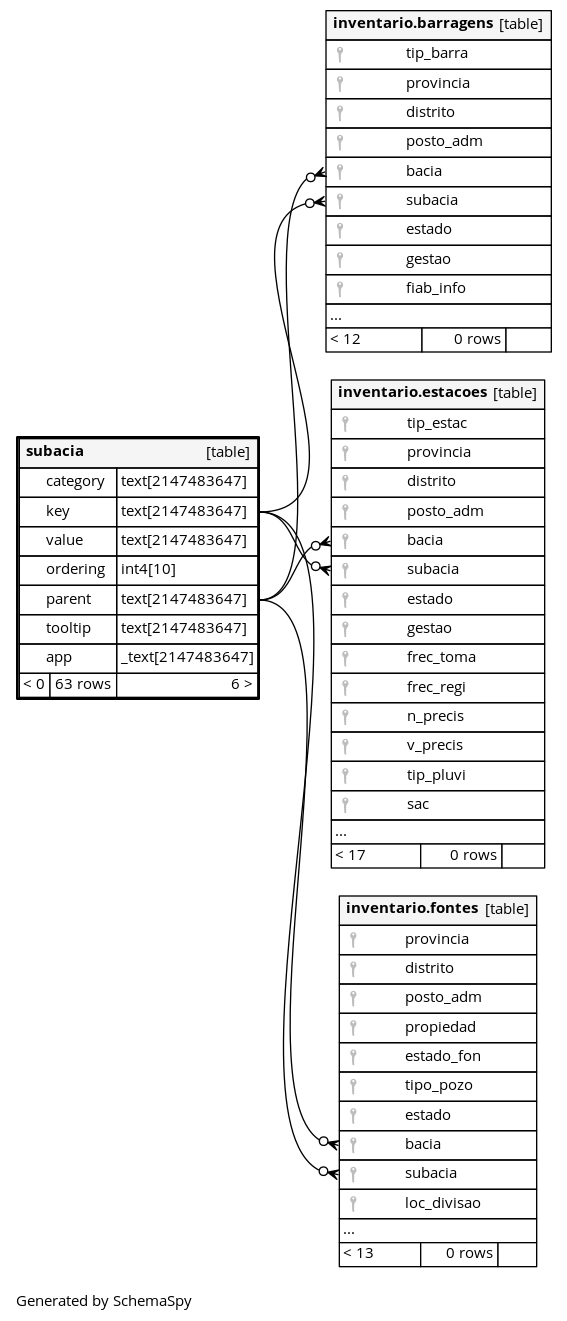 inventario.barragens [table]
tip_barra
provincia
distrito
posto_adm
bacia
subacia
estado
gestao
fiab_info
...
< 12 0 rows
inventario.estacoes [table]
tip_estac
provincia
distrito
posto_adm
bacia
subacia
estado
gestao
frec_toma
frec_regi
n_precis
v_precis
tip_pluvi
sac
...
< 17 0 rows
subacia [table]
category text[2147483647]
key text[2147483647]
value text[2147483647]
ordering int4[10]
parent text[2147483647]
tooltip text[2147483647]
app _text[2147483647]
< 0 63 rows 6 >
inventario.fontes [table]
provincia
distrito
posto_adm
propiedad
estado_fon
tipo_pozo
estado
bacia
subacia
loc_divisao
...
< 13 0 rows
Generated by SchemaSpy